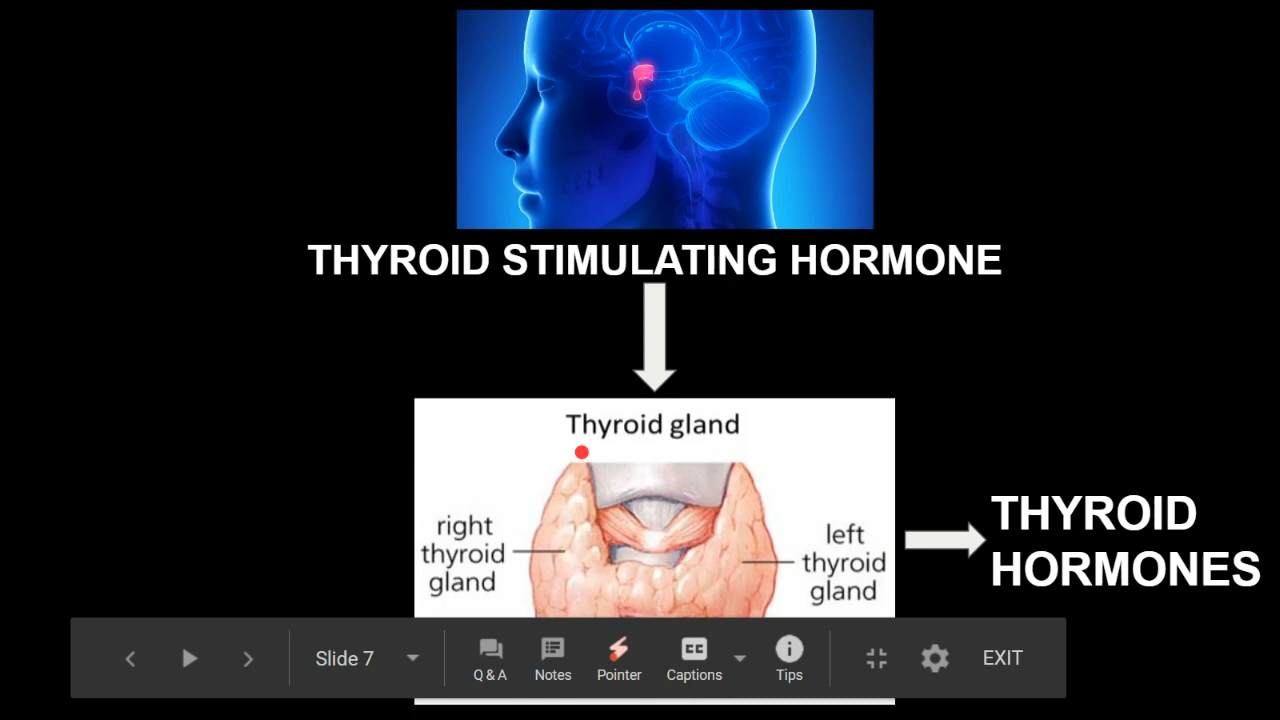 THYROID STIMULATING HORMONE
Thyroid gland
right
thyroid
gland
left
thyroid
gland
THYROID
HORMONES
Slide 7
Q & A
Notes
Pointer
CC
Captions
Tips
EXIT